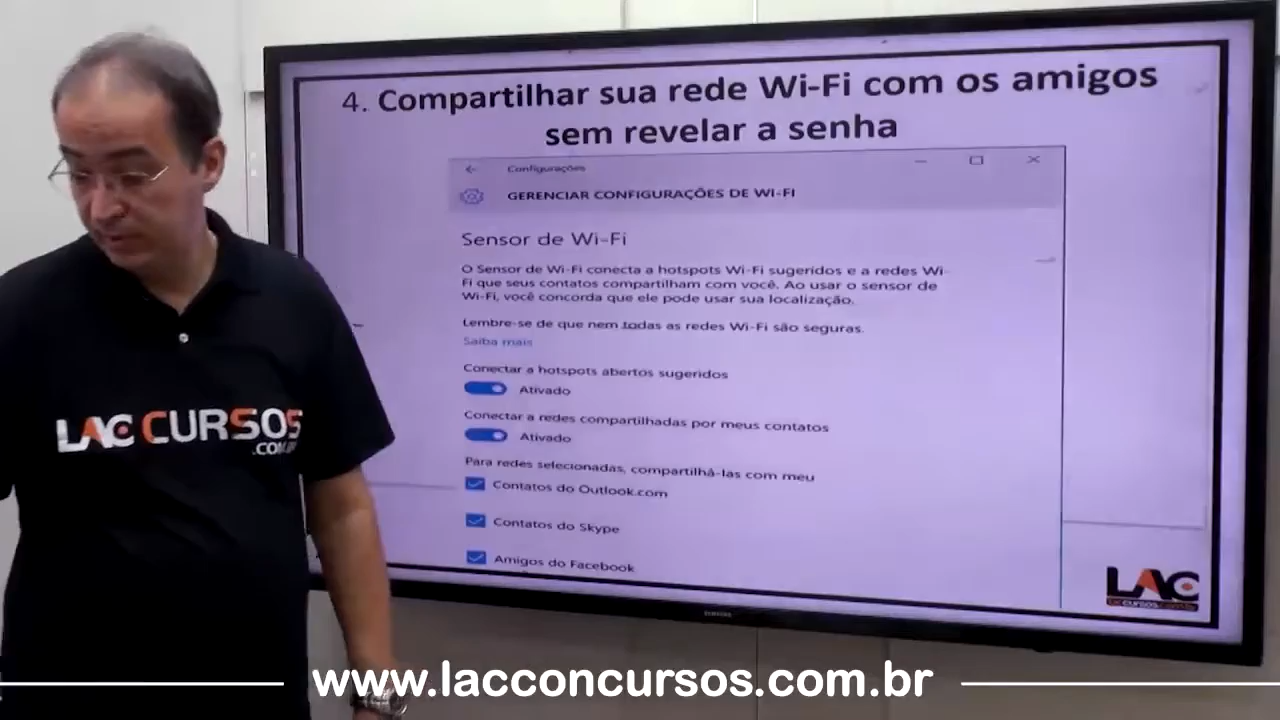 4. Compartilhar sua rede Wi-Fi com os amigos
sem revelar a senha
Configurações
GERENCIAR CONFIGURAÇÕES DE WI-FI
Sensor de Wi-Fi
O Sensor de Wi-Fi conecta a hotspots Wi-Fi sugeridos e a redes Wi-
Fi que seus contatos compartilham com você. Ao usar o sensor de
Wi-Fi, você concorda que ele pode usar sua localização.
Lembre-se de que nem todas as redes Wi-Fi são seguras.
Saiba mais
Conectar a hotspots abertos sugeridos
Ativado
Conectar a redes compartilhadas por meus contatos
Ativado
Para redes selecionadas, compartilhá-las com meu
Contatos do Outlook.com
Contatos do Skype
Amigos do Facebook
LAC
laccursos.com.br
SAMSUNG
LAC CURSOS
.COM.BR
www.lacconcursos.com.br